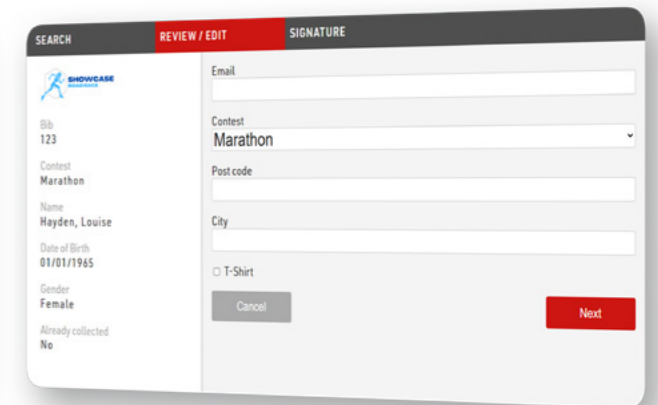 SEARCH
REVIEW / EDIT
SIGNATURE
SHOWCASE
ROADRACE
Bib
123
Contest
Marathon
Name
Hayden, Louise
Date of Birth
01/01/1965
Gender
Female
Already collected
No
Email
Contest
Marathon
Post code
City
T-Shirt
Cancel
Next